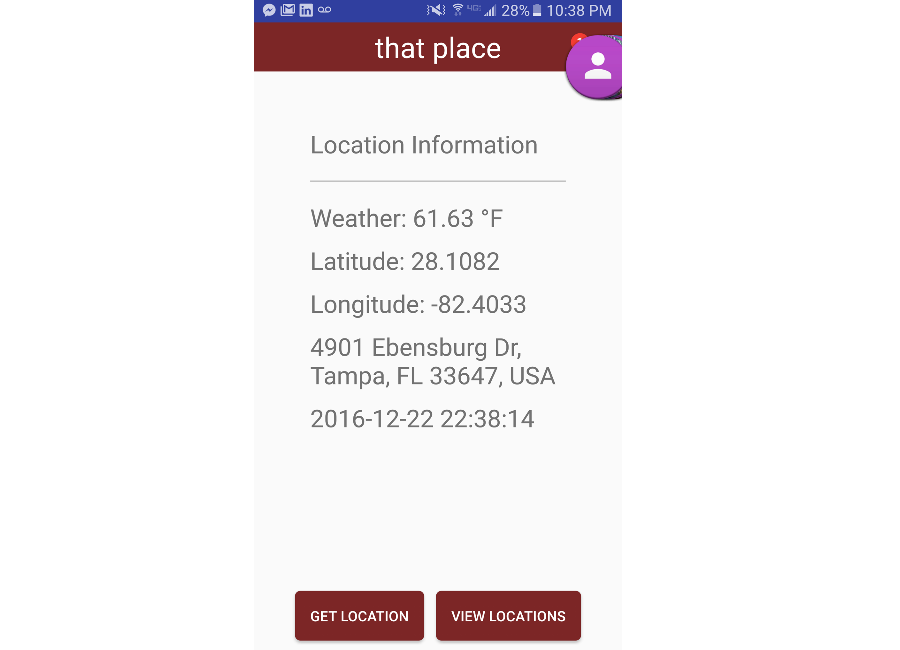 28% 10:38 PM
that place
Location Information
Weather: 61.63 °F
Latitude: 28.1082
Longitude: -82.4033
4901 Ebensburg Dr,
Tampa, FL 33647, USA
2016-12-22 22:38:14
GET LOCATION VIEW LOCATIONS